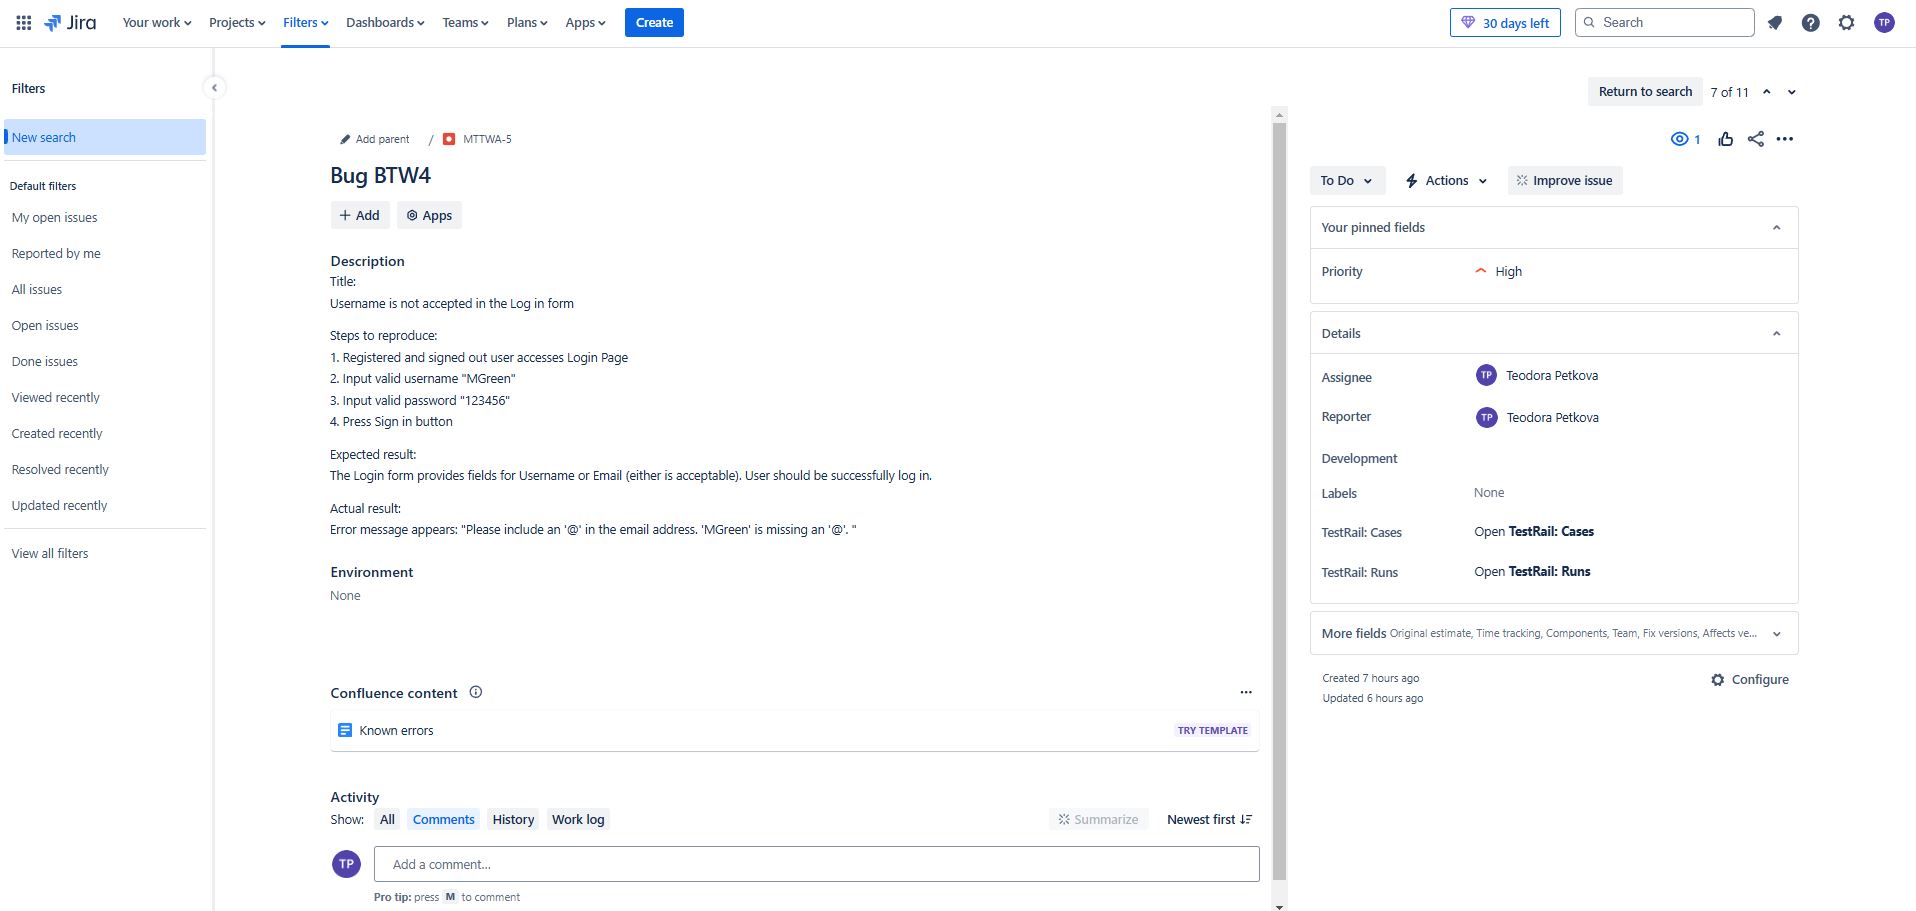 Jira
Your work
Projects
Filters
Dashboards
Teams
Plans
Apps
Create
30 days left
Search
TP
Filters
New search
Default filters
My open issues
Reported by me
All issues
Open issues
Done issues
Viewed recently
Created recently
Resolved recently
Updated recently
View all filters
Return to search
7 of 11
Add parent / MTTWA-5
Bug BTW4
Add
Apps
Description
Title:
Username is not accepted in the Log in form
Steps to reproduce:
1. Registered and signed out user accesses Login Page
2. Input valid username "MGreen"
3. Input valid password "123456"
4. Press Sign in button
Expected result:
The Login form provides fields for Username or Email (either is acceptable). User should be successfully log in.
Actual result:
Error message appears: "Please include an '@' in the email address. 'MGreen' is missing an '@'. "
Environment
None
Confluence content
Known errors
TRY TEMPLATE
Activity
Show: All Comments History Work log
Summarize
Newest first
TP
Add a comment...
Pro tip: press M to comment
1
To Do
Actions
Improve issue
Your pinned fields
Priority
High
Details
Assignee
TP Teodora Petkova
Reporter
TP Teodora Petkova
Development
Labels
None
TestRail: Cases
Open TestRail: Cases
TestRail: Runs
Open TestRail: Runs
More fields Original estimate, Time tracking, Components, Team, Fix versions, Affects ve...
Created 7 hours ago
Updated 6 hours ago
Configure